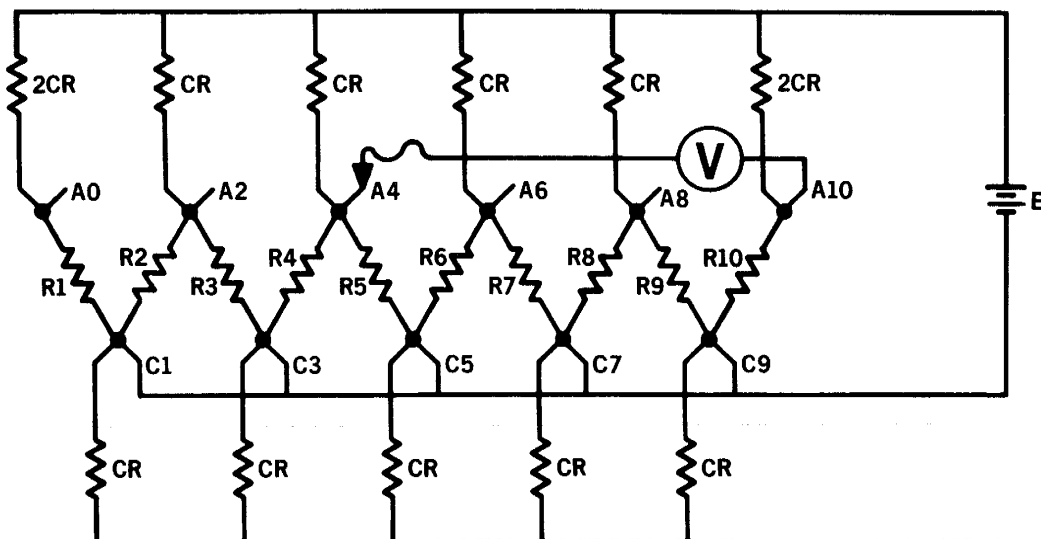 2CR CR CR CR CR 2CR
V
A0 A2 A4 A6 A8 A10
E
R1 R2 R3 R4 R5 R6 R7 R8 R9 R10
C1 C3 C5 C7 C9
CR CR CR CR CR